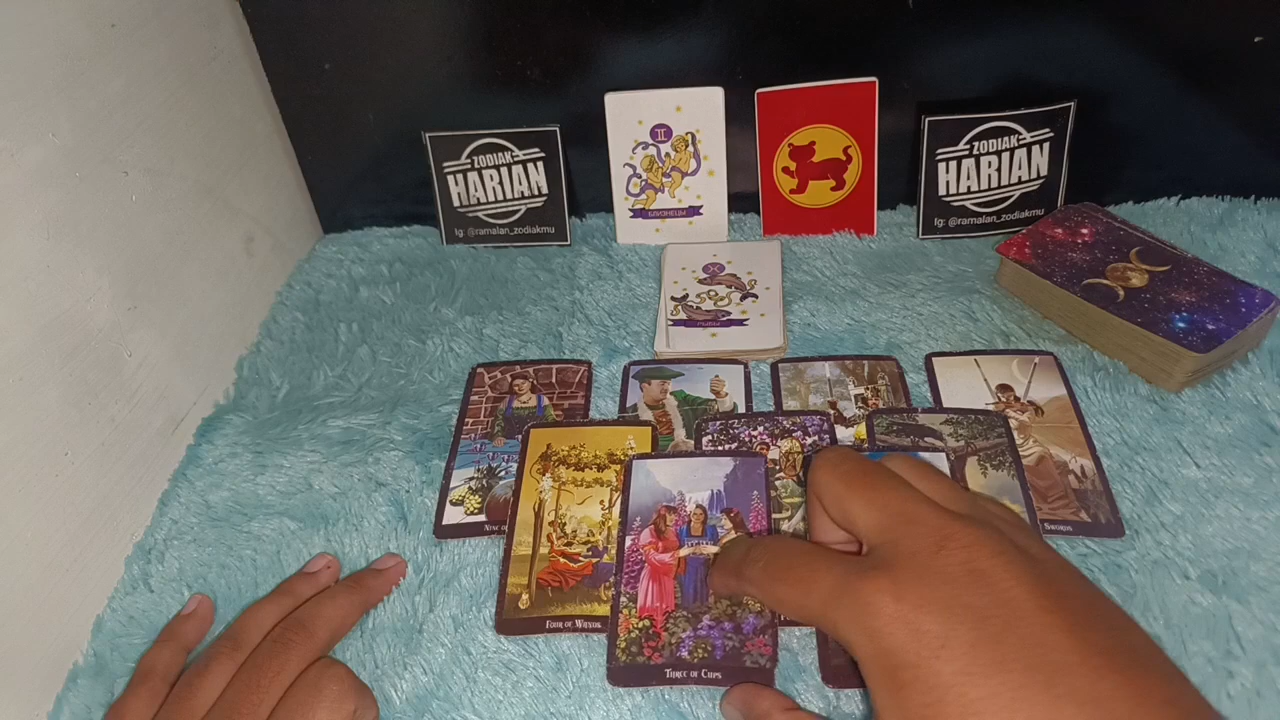 ZODIAK
HARIAN
Ig: @ramalan_zodiakmu
БЛИЗНЕЦЫ
ZODIAK
HARIAN
Ig: @ramalan_zodiakmu
РЫБЫ
Swords
Four of Wands
Three of Cups